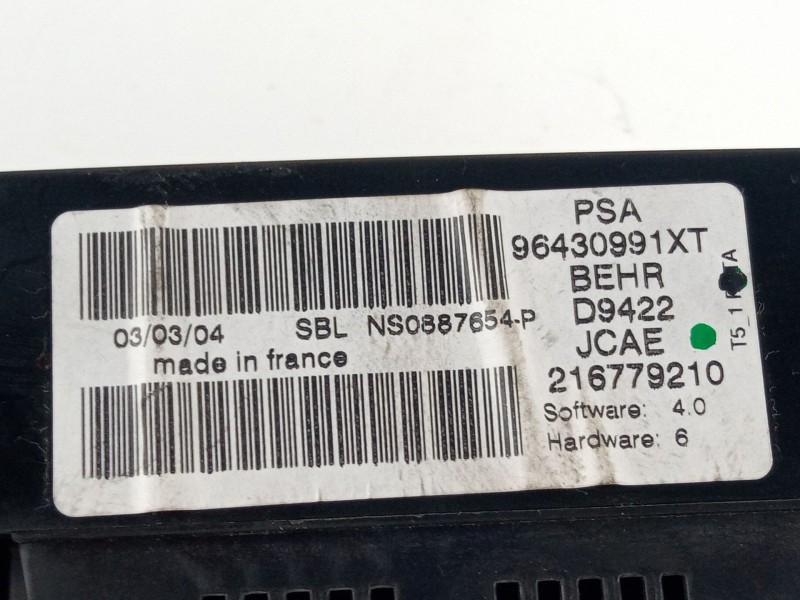 PSA
96430991XT
BEHR
D9422
JCAE
216779210
Software: 4.0
Hardware: 6
03/03/04 SBL NS0887654-P
made in france